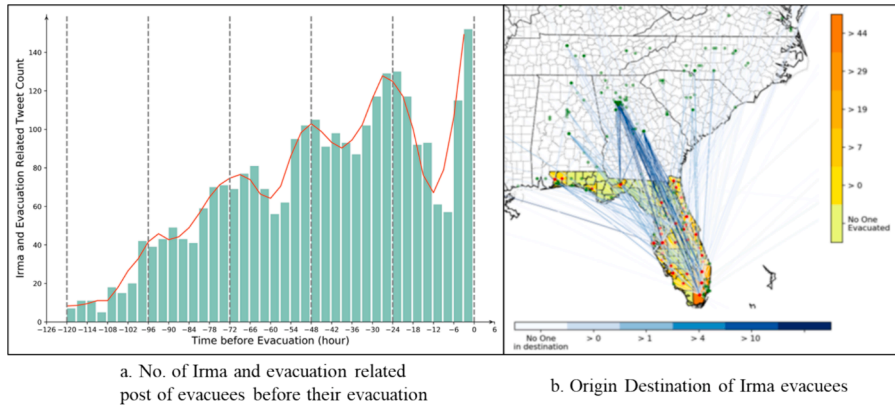 Irma and Evacuation Related Tweet Count
140
120
100
80
60
40
20
0
−126 −120 −114 −108 −102 −96 −90 −84 −78 −72 −66 −60 −54 −48 −42 −36 −30 −24 −18 −12 −6 0 6
Time before Evacuation (hour)
> 44
> 29
> 19
> 7
> 0
No One
Evacuated
No One
in destination
> 0 > 1 > 4 > 10
a. No. of Irma and evacuation related
post of evacuees before their evacuation
b. Origin Destination of Irma evacuees